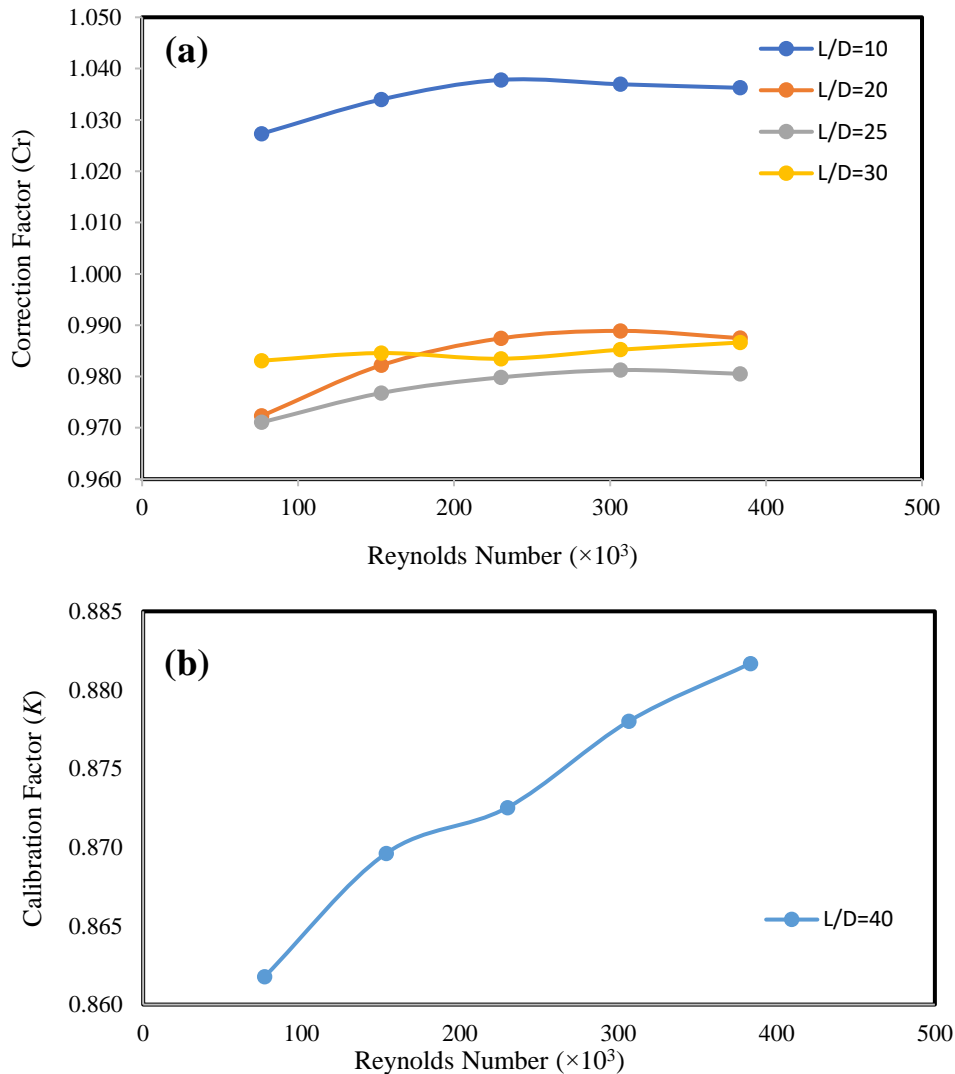 (a)
1.050
1.040
1.030
1.020
1.010
1.000
0.990
0.980
0.970
0.960
Correction Factor (Cr)
L/D=10
L/D=20
L/D=25
L/D=30
0 100 200 300 400 500
Reynolds Number (×10³)
(b)
0.885
0.880
0.875
0.870
0.865
0.860
Calibration Factor (K)
L/D=40
0 100 200 300 400 500
Reynolds Number (×10³)